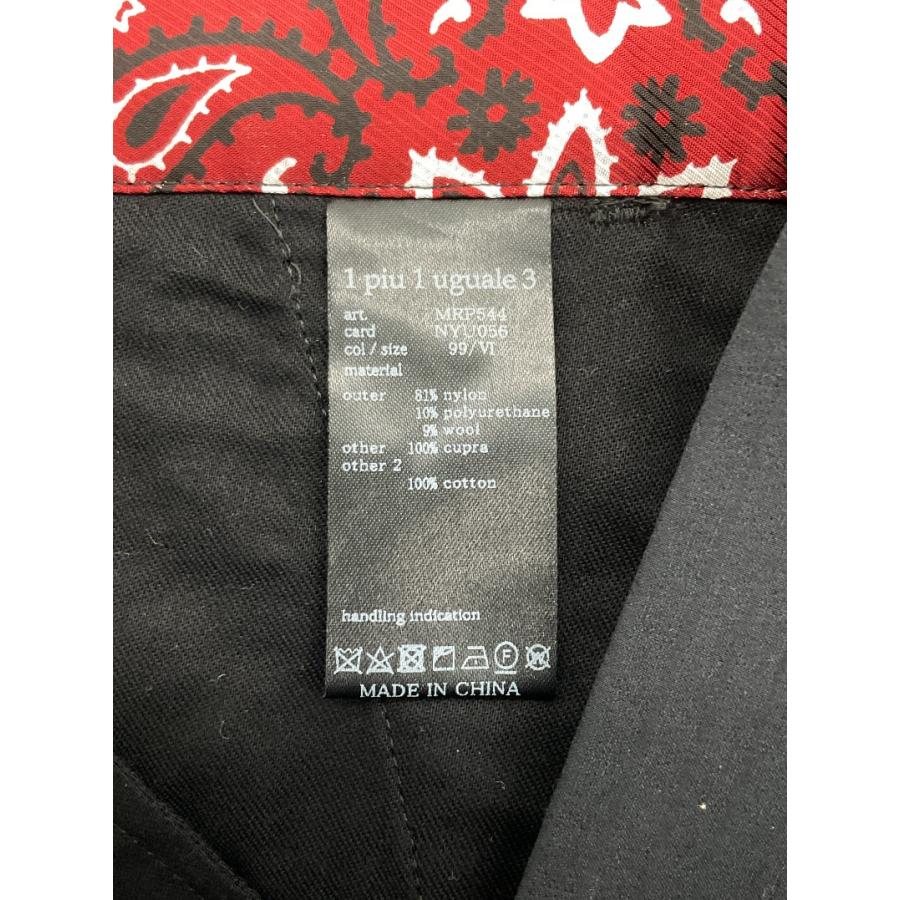 1 piu 1 uguale 3
art. MRP544
card NYU056
col / size 99/VI
material
outer 81% nylon
10% polyurethane
9% wool
other 100% cupra
other 2
100% cotton
handling indication
MADE IN CHINA